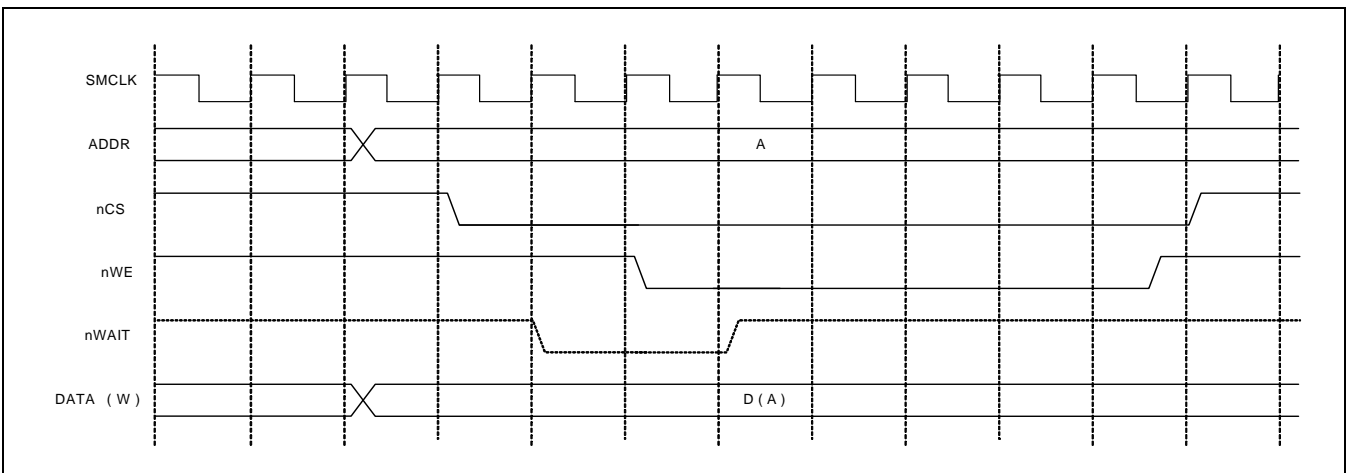 SMCLK
ADDR
A
nCS
nWE
nWAIT
DATA (W)
D(A)